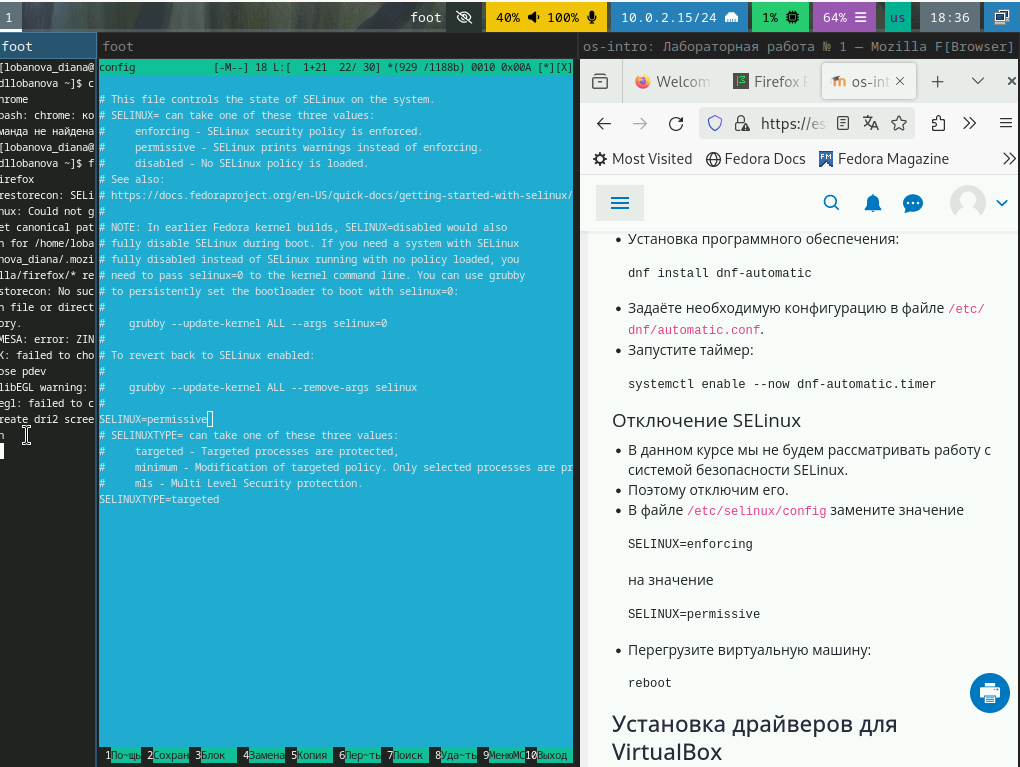 1
foot
40%
100%
10.0.2.15/24
1%
64%
us
18:36
foot
[lobanova_diana@
dllobanova ~]$ c
hrome
bash: chrome: ко
манда не найдена
[lobanova_diana@
dllobanova ~]$ f
irefox
restorecon: SELi
nux: Could not g
et canonical pat
h for /home/loba
nova_diana/.mozi
lla/firefox/* re
storecon: No suc
h file or direct
ory.
MESA: error: ZIN
K: failed to cho
ose pdev
libEGL warning:
egl: failed to c
reate dri2 scree
n
foot
config [-M--] 18 L:[ 1+21 22/ 30] *(929 /1188b) 0010 0x00A [*][X]
# This file controls the state of SELinux on the system.
# SELINUX= can take one of these three values:
# enforcing - SELinux security policy is enforced.
# permissive - SELinux prints warnings instead of enforcing.
# disabled - No SELinux policy is loaded.
# See also:
# https://docs.fedoraproject.org/en-US/quick-docs/getting-started-with-selinux/
#
# NOTE: In earlier Fedora kernel builds, SELINUX=disabled would also
# fully disable SELinux during boot. If you need a system with SELinux
# fully disabled instead of SELinux running with no policy loaded, you
# need to pass selinux=0 to the kernel command line. You can use grubby
# to persistently set the bootloader to boot with selinux=0:
#
# grubby --update-kernel ALL --args selinux=0
#
# To revert back to SELinux enabled:
#
# grubby --update-kernel ALL --remove-args selinux
#
SELINUX=permissive
# SELINUXTYPE= can take one of these three values:
# targeted - Targeted processes are protected,
# minimum - Modification of targeted policy. Only selected processes are pr
# mls - Multi Level Security protection.
SELINUXTYPE=targeted
1По~щь 2Сохран 3Блок 4Замена 5Копия 6Пер~ть 7Поиск 8Уда~ть 9МенюMC 10Выход
os-intro: Лабораторная работа № 1 — Mozilla F[Browser]
Welcom
Firefox P
os-int
https://es
Most Visited
Fedora Docs
Fedora Magazine
• Установка программного обеспечения:
dnf install dnf-automatic
• Задаёте необходимую конфигурацию в файле /etc/
dnf/automatic.conf.
• Запустите таймер:
systemctl enable --now dnf-automatic.timer
Отключение SELinux
• В данном курсе мы не будем рассматривать работу с
системой безопасности SELinux.
• Поэтому отключим его.
• В файле /etc/selinux/config замените значение
SELINUX=enforcing
на значение
SELINUX=permissive
• Перегрузите виртуальную машину:
reboot
Установка драйверов для
VirtualBox